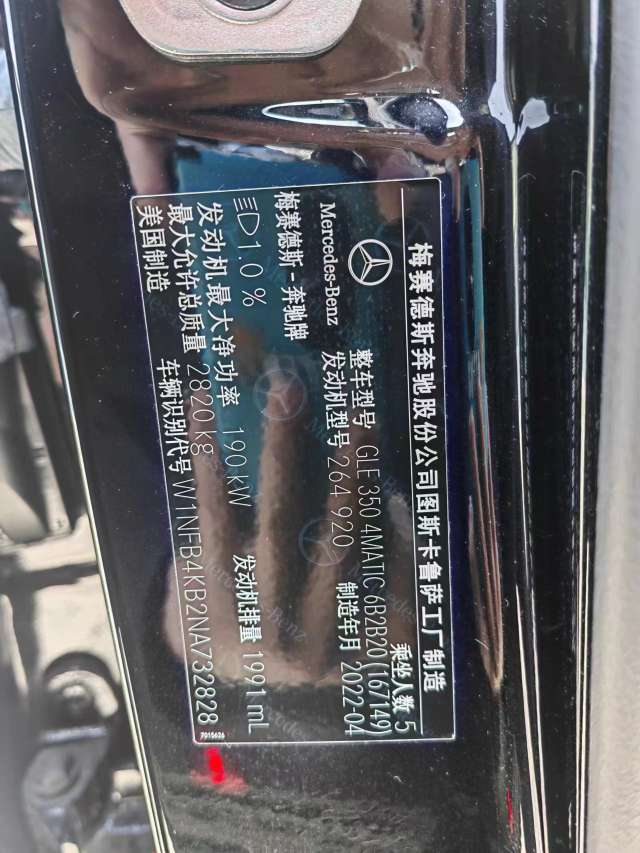 梅赛德斯奔驰股份公司图斯卡鲁萨工厂制造
乘坐人数 5
Mercedes-Benz 整车型号 GLE 350 4MATIC 6B2B20(167149)
梅赛德斯-奔驰牌 发动机型号 264 920 制造年月 2022-04
1.0 %
发动机最大净功率 190 kW 发动机排量 1991 mL
最大允许总质量 2820 kg
美国制造 车辆识别代号 W1NFB4KB2NA732828
7015626